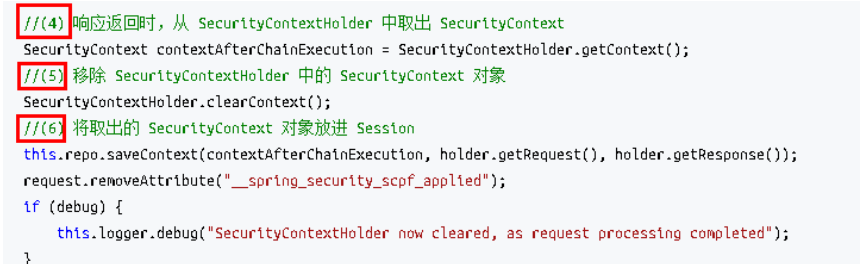 //(4) 响应返回时，从 SecurityContextHolder 中取出 SecurityContext
SecurityContext contextAfterChainExecution = SecurityContextHolder.getContext();
//(5) 移除 SecurityContextHolder 中的 SecurityContext 对象
SecurityContextHolder.clearContext();
//(6) 将取出的 SecurityContext 对象放进 Session
this.repo.saveContext(contextAfterChainExecution, holder.getRequest(), holder.getResponse());
request.removeAttribute("__spring_security_scpf_applied");
if (debug) {
    this.logger.debug("SecurityContextHolder now cleared, as request processing completed");
}